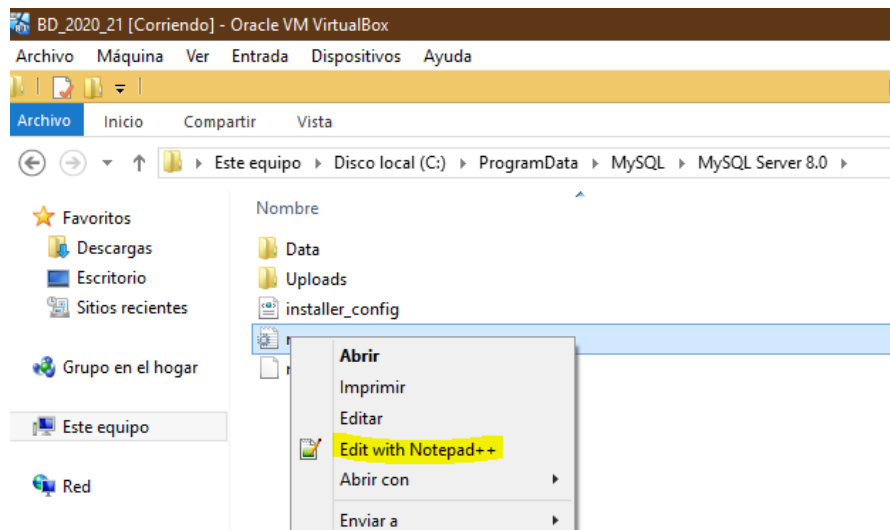 BD_2020_21 [Corriendo] - Oracle VM VirtualBox
Archivo Máquina Ver Entrada Dispositivos Ayuda
Archivo Inicio Compartir Vista
Este equipo Disco local (C:) ProgramData MySQL MySQL Server 8.0
Nombre
Favoritos
Descargas
Escritorio
Sitios recientes
Grupo en el hogar
Este equipo
Red
Data
Uploads
installer_config
Abrir
Imprimir
Editar
Edit with Notepad++
Abrir con
Enviar a